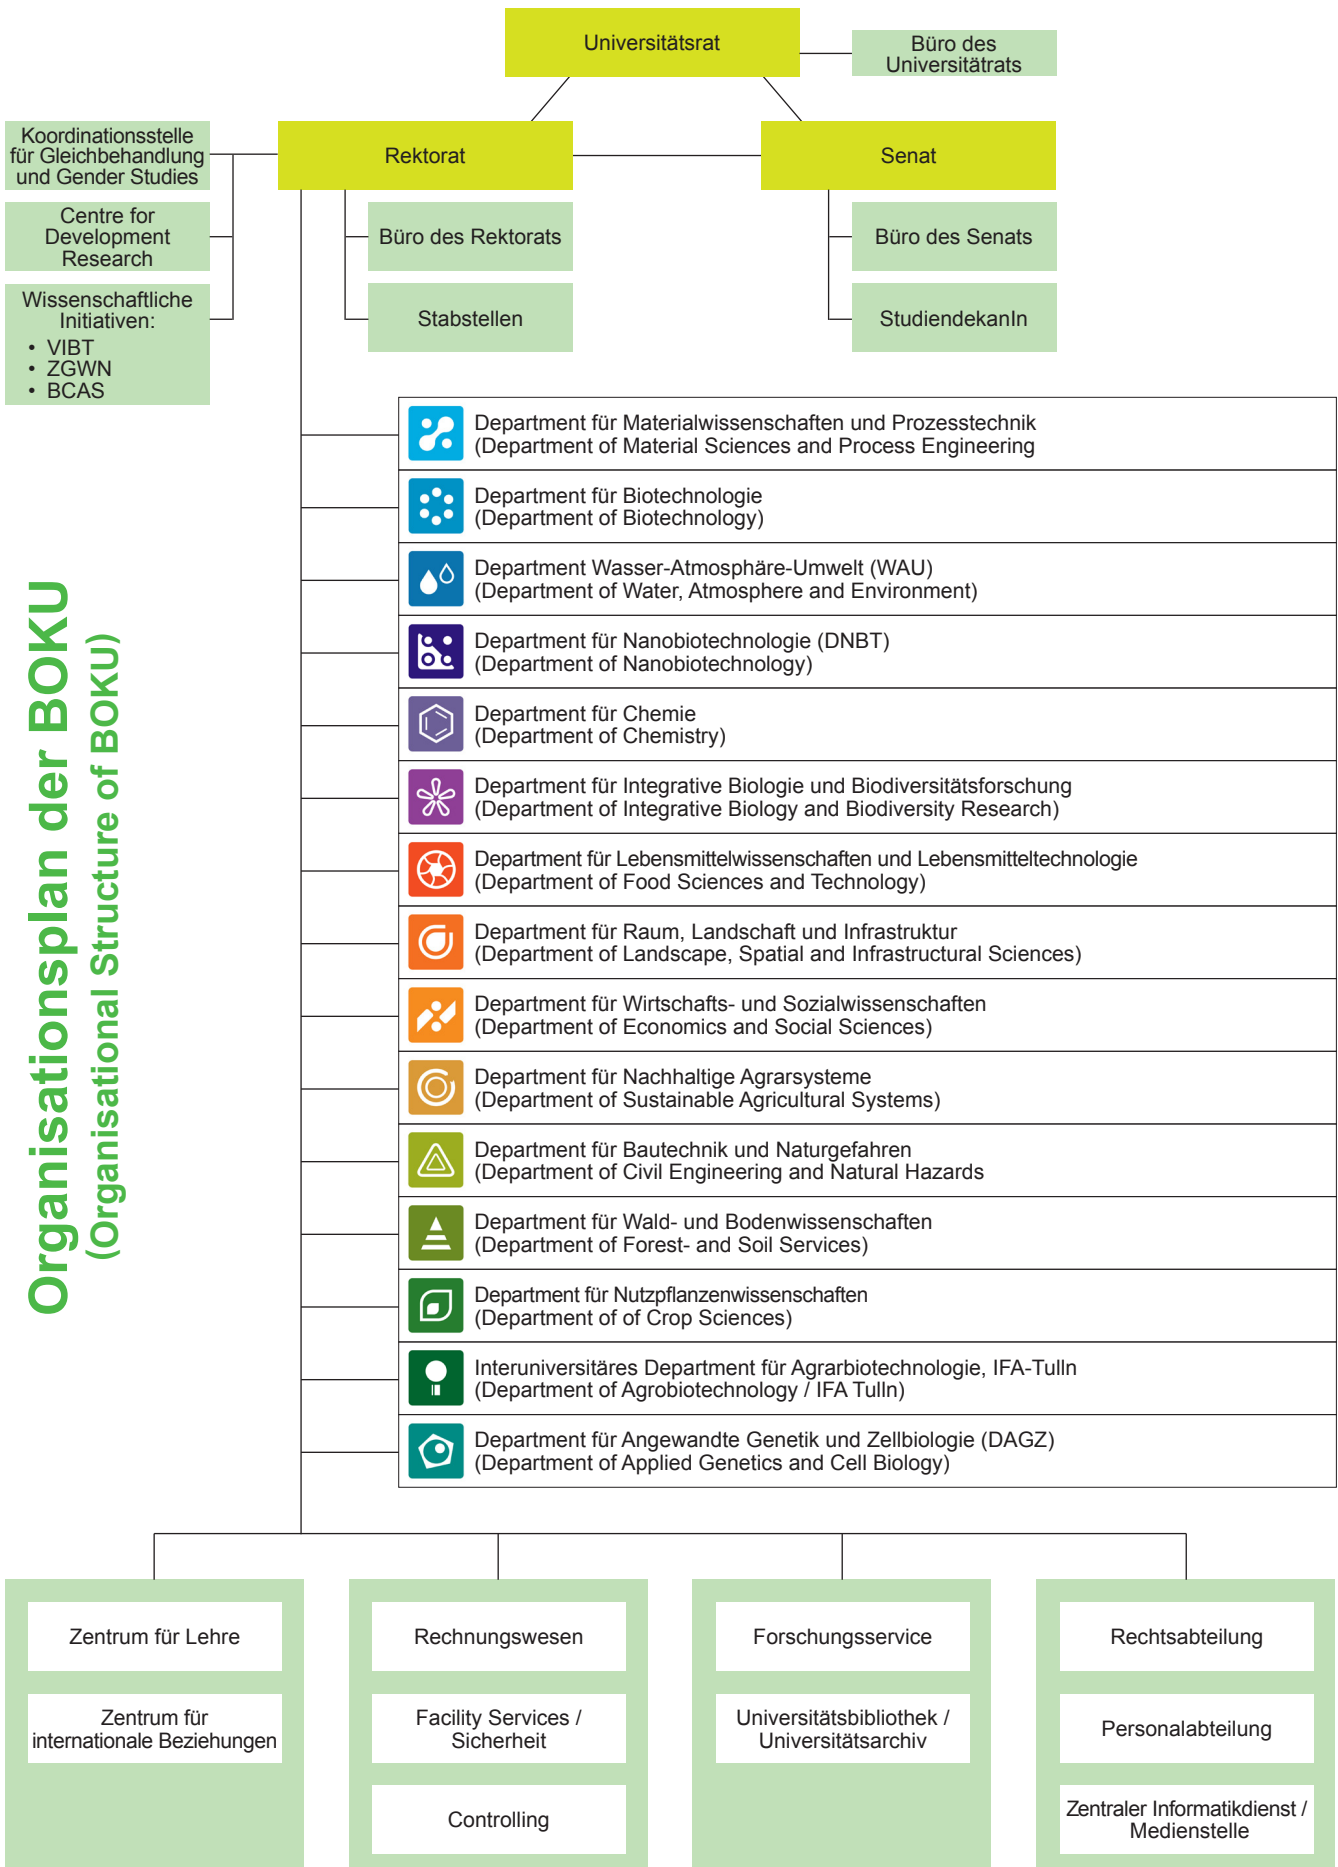 Universitätsrat
Büro des
Universitätrats
Koordinationsstelle
für Gleichbehandlung
und Gender Studies
Rektorat
Senat
Centre for
Development
Research
Büro des Rektorats
Büro des Senats
Wissenschaftliche
Initiativen:
• VIBT
• ZGWN
• BCAS
Stabstellen
StudiendekanIn
Organisationsplan der BOKU
(Organisational Structure of BOKU)
Department für Materialwissenschaften und Prozesstechnik
(Department of Material Sciences and Process Engineering
Department für Biotechnologie
(Department of Biotechnology)
Department Wasser-Atmosphäre-Umwelt (WAU)
(Department of Water, Atmosphere and Environment)
Department für Nanobiotechnologie (DNBT)
(Department of Nanobiotechnology)
Department für Chemie
(Department of Chemistry)
Department für Integrative Biologie und Biodiversitätsforschung
(Department of Integrative Biology and Biodiversity Research)
Department für Lebensmittelwissenschaften und Lebensmitteltechnologie
(Department of Food Sciences and Technology)
Department für Raum, Landschaft und Infrastruktur
(Department of Landscape, Spatial and Infrastructural Sciences)
Department für Wirtschafts- und Sozialwissenschaften
(Department of Economics and Social Sciences)
Department für Nachhaltige Agrarsysteme
(Department of Sustainable Agricultural Systems)
Department für Bautechnik und Naturgefahren
(Department of Civil Engineering and Natural Hazards
Department für Wald- und Bodenwissenschaften
(Department of Forest- and Soil Services)
Department für Nutzpflanzenwissenschaften
(Department of of Crop Sciences)
Interuniversitäres Department für Agrarbiotechnologie, IFA-Tulln
(Department of Agrobiotechnology / IFA Tulln)
Department für Angewandte Genetik und Zellbiologie (DAGZ)
(Department of Applied Genetics and Cell Biology)
Zentrum für Lehre
Zentrum für
internationale Beziehungen
Rechnungswesen
Facility Services /
Sicherheit
Controlling
Forschungsservice
Universitätsbibliothek /
Universitätsarchiv
Rechtsabteilung
Personalabteilung
Zentraler Informatikdienst /
Medienstelle